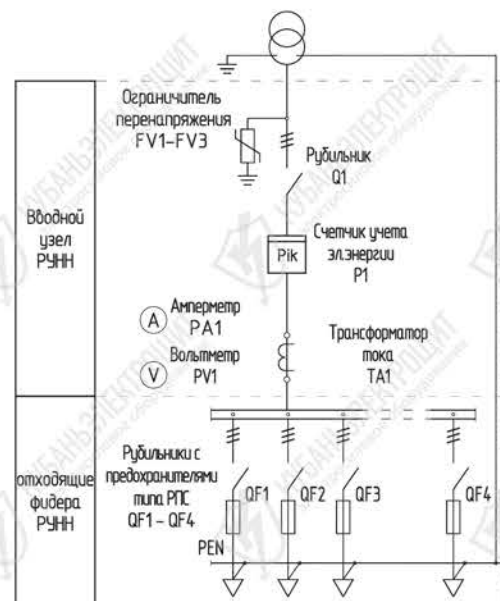 Ограничитель
перенапряжения
FV1-FV3
Рубильник
Q1
Вводной
узел
РУНН
Счетчик учета
эл.энергии
P1
Pik
Амперметр
PA1
A
Вольтметр
PV1
V
Трансформатор
тока
TA1
отходящие
фидера
РУНН
Рубильники с
предохранителями
типа РПС
QF1 - QF4
QF1
QF2
QF3
QF4
PEN
КУБАНЬЭЛЕКТРОЩИТ